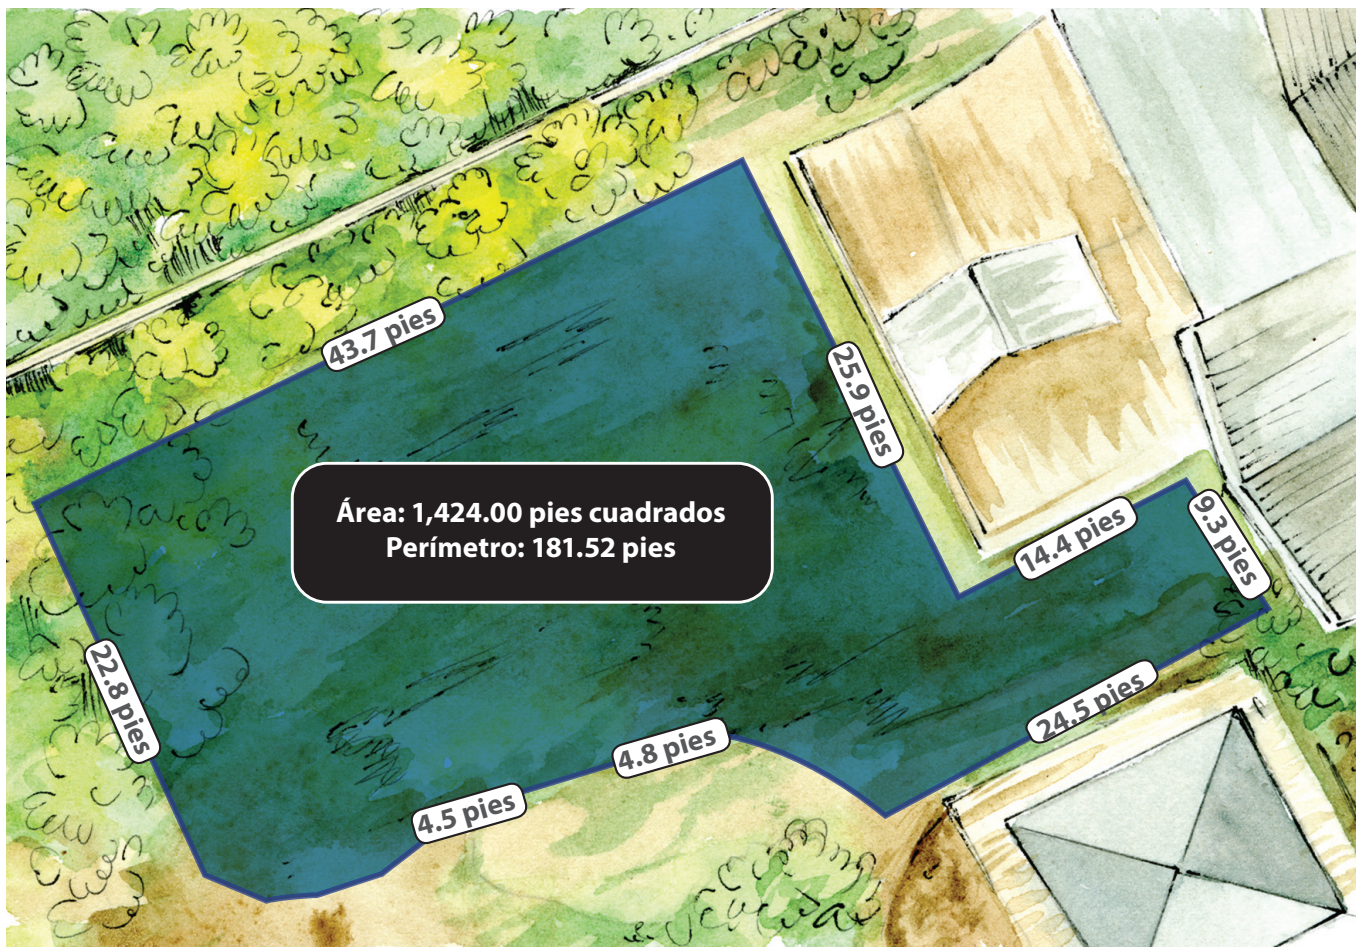 43.7 pies
25.9 pies
Área: 1,424.00 pies cuadrados
Perímetro: 181.52 pies
14.4 pies
9.3 pies
22.8 pies
24.5 pies
4.8 pies
4.5 pies